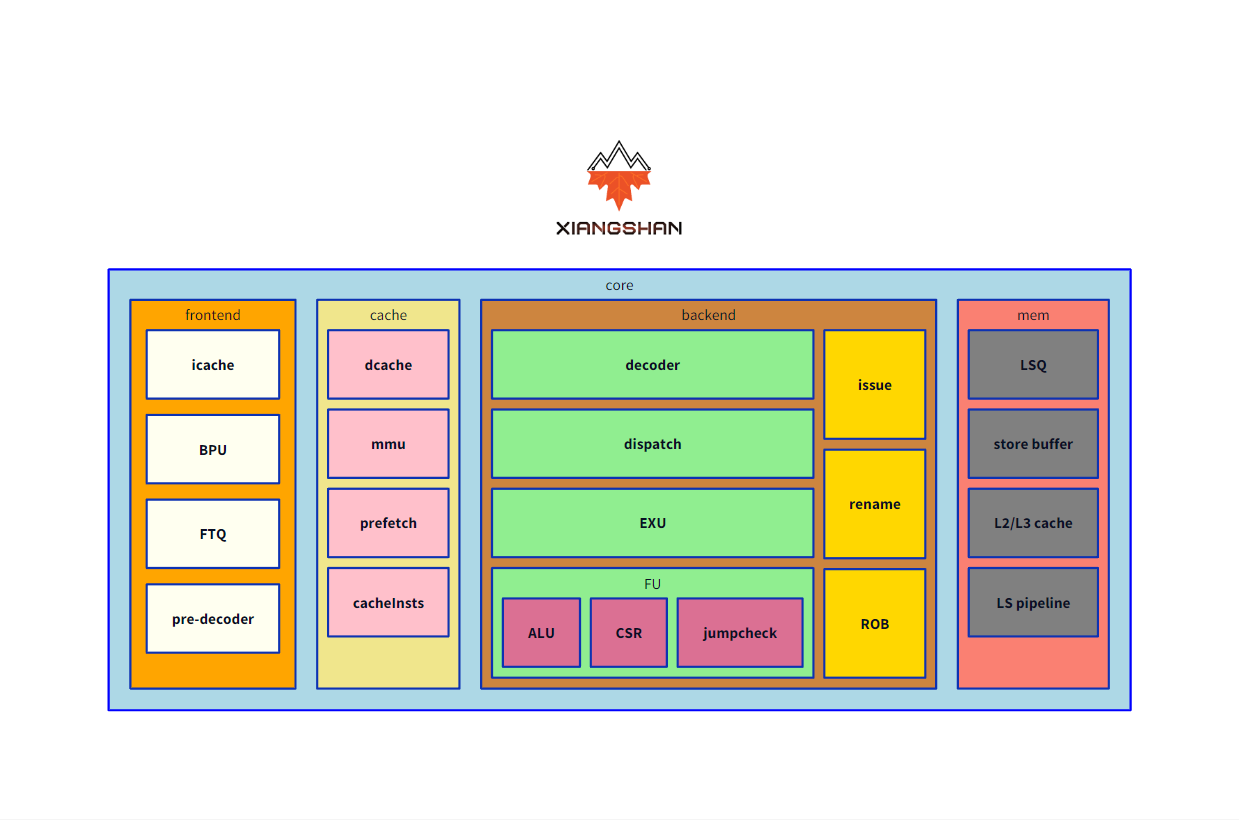 XIANGSHAN
core
frontend
icache
BPU
FTQ
pre-decoder
cache
dcache
mmu
prefetch
cacheInsts
backend
decoder
dispatch
EXU
FU
ALU
CSR
jumpcheck
issue
rename
ROB
mem
LSQ
store buffer
L2/L3 cache
LS pipeline